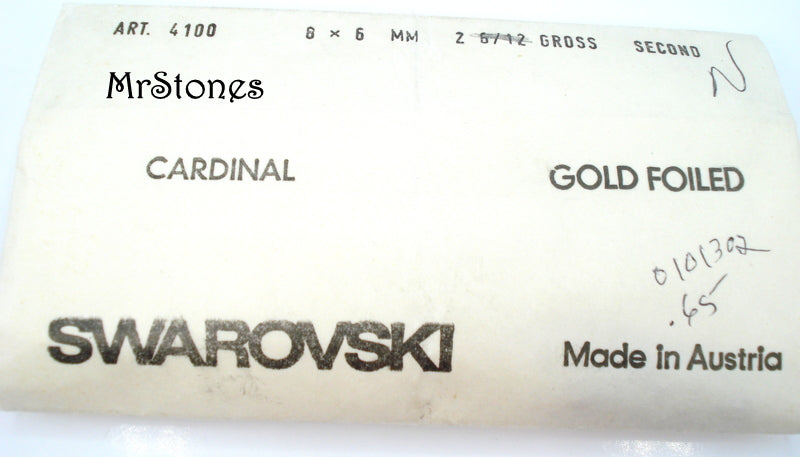 ART. 4100 8 × 6 MM 2 6/12 GROSS SECOND
N
MrStones
CARDINAL GOLD FOILED
0101302
.65
SWAROVSKI Made in Austria